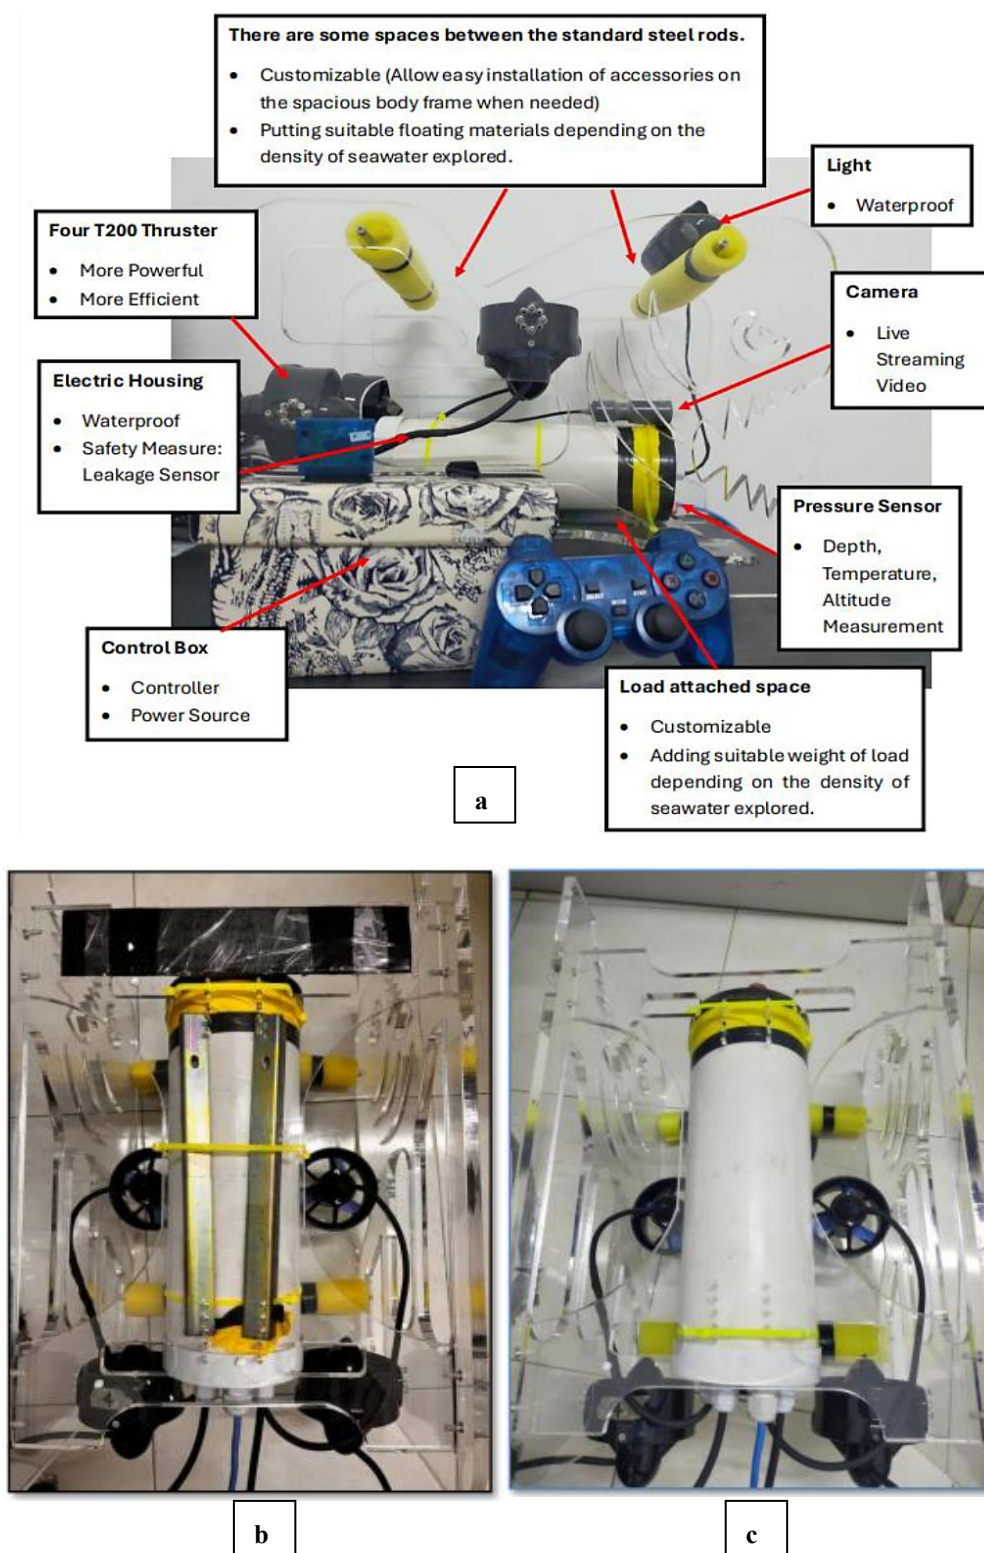 There are some spaces between the standard steel rods.
• Customizable (Allow easy installation of accessories on
the spacious body frame when needed)
• Putting suitable floating materials depending on the
density of seawater explored.
Light
• Waterproof
Four T200 Thruster
• More Powerful
• More Efficient
Camera
• Live
Streaming
Video
Electric Housing
• Waterproof
• Safety Measure:
Leakage Sensor
Pressure Sensor
• Depth,
Temperature,
Altitude
Measurement
SELECT
START
MODE
Control Box
• Controller
• Power Source
Load attached space
• Customizable
• Adding suitable weight of load
depending on the density of
seawater explored.
a
b
c